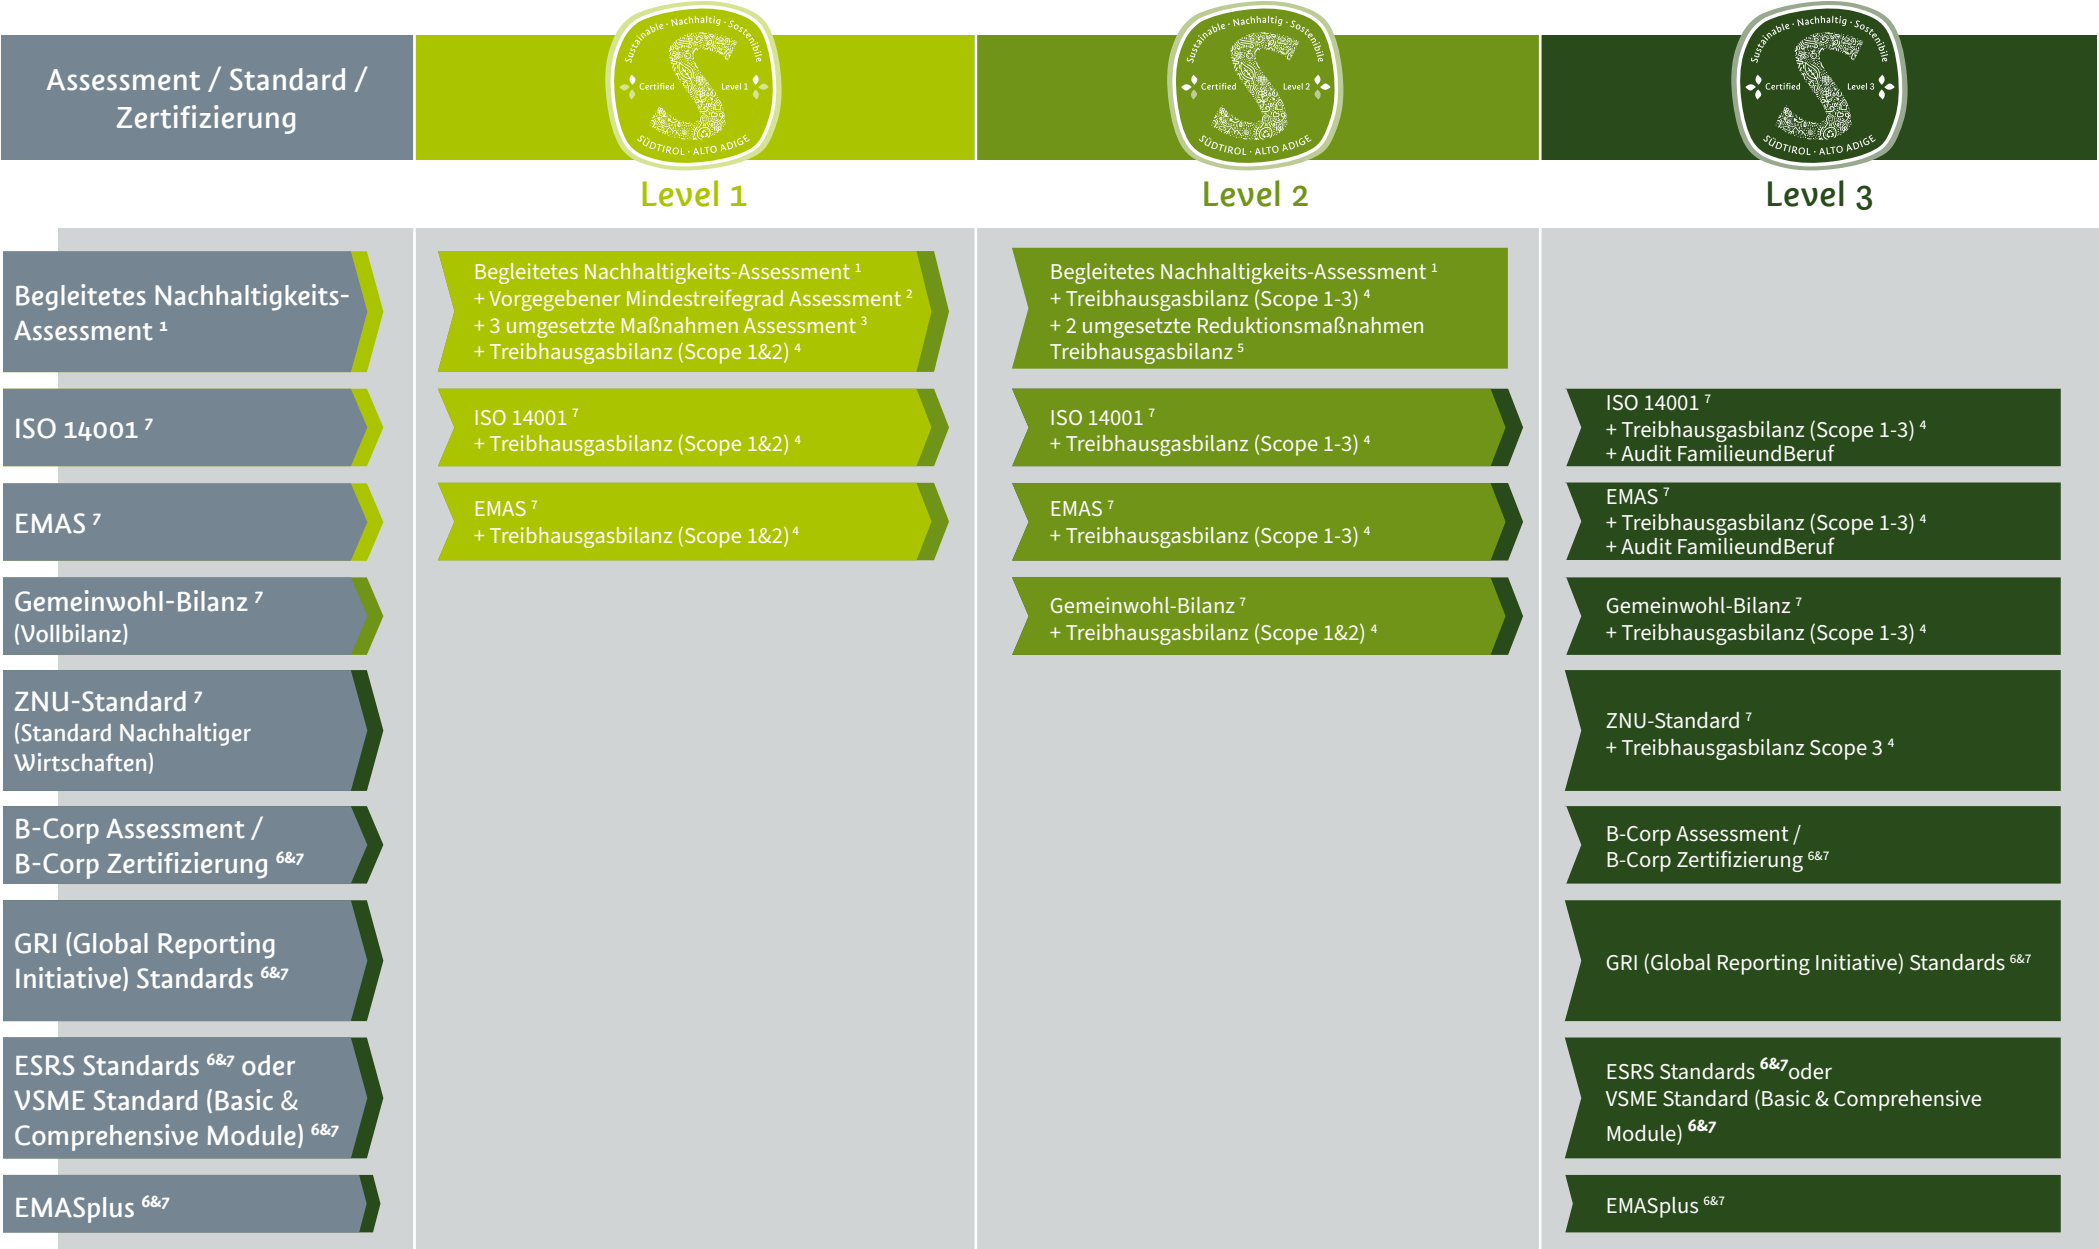 Assessment / Standard /
Zertifizierung
Sustainable · Nachhaltig · Sostenibile
Certified Level 1
SÜDTIROL · ALTO ADIGE
Level 1
Sustainable · Nachhaltig · Sostenibile
Certified Level 2
SÜDTIROL · ALTO ADIGE
Level 2
Sustainable · Nachhaltig · Sostenibile
Certified Level 3
SÜDTIROL · ALTO ADIGE
Level 3
Begleitetes Nachhaltigkeits-
Assessment ¹
Begleitetes Nachhaltigkeits-Assessment ¹
+ Vorgegebener Mindestreifegrad Assessment ²
+ 3 umgesetzte Maßnahmen Assessment ³
+ Treibhausgasbilanz (Scope 1&2) ⁴
Begleitetes Nachhaltigkeits-Assessment ¹
+ Treibhausgasbilanz (Scope 1-3) ⁴
+ 2 umgesetzte Reduktionsmaßnahmen
Treibhausgasbilanz ⁵
ISO 14001 ⁷
ISO 14001 ⁷
+ Treibhausgasbilanz (Scope 1&2) ⁴
ISO 14001 ⁷
+ Treibhausgasbilanz (Scope 1-3) ⁴
ISO 14001 ⁷
+ Treibhausgasbilanz (Scope 1-3) ⁴
+ Audit FamilieundBeruf
EMAS ⁷
EMAS ⁷
+ Treibhausgasbilanz (Scope 1&2) ⁴
EMAS ⁷
+ Treibhausgasbilanz (Scope 1-3) ⁴
EMAS ⁷
+ Treibhausgasbilanz (Scope 1-3) ⁴
+ Audit FamilieundBeruf
Gemeinwohl-Bilanz ⁷
(Vollbilanz)
Gemeinwohl-Bilanz ⁷
+ Treibhausgasbilanz (Scope 1&2) ⁴
Gemeinwohl-Bilanz ⁷
+ Treibhausgasbilanz (Scope 1-3) ⁴
ZNU-Standard ⁷
(Standard Nachhaltiger
Wirtschaften)
ZNU-Standard ⁷
+ Treibhausgasbilanz Scope 3 ⁴
B-Corp Assessment /
B-Corp Zertifizierung ⁶&⁷
B-Corp Assessment /
B-Corp Zertifizierung ⁶&⁷
GRI (Global Reporting
Initiative) Standards ⁶&⁷
GRI (Global Reporting Initiative) Standards ⁶&⁷
ESRS Standards ⁶&⁷ oder
VSME Standard (Basic &
Comprehensive Module) ⁶&⁷
ESRS Standards ⁶&⁷oder
VSME Standard (Basic & Comprehensive
Module) ⁶&⁷
EMASplus ⁶&⁷
EMASplus ⁶&⁷